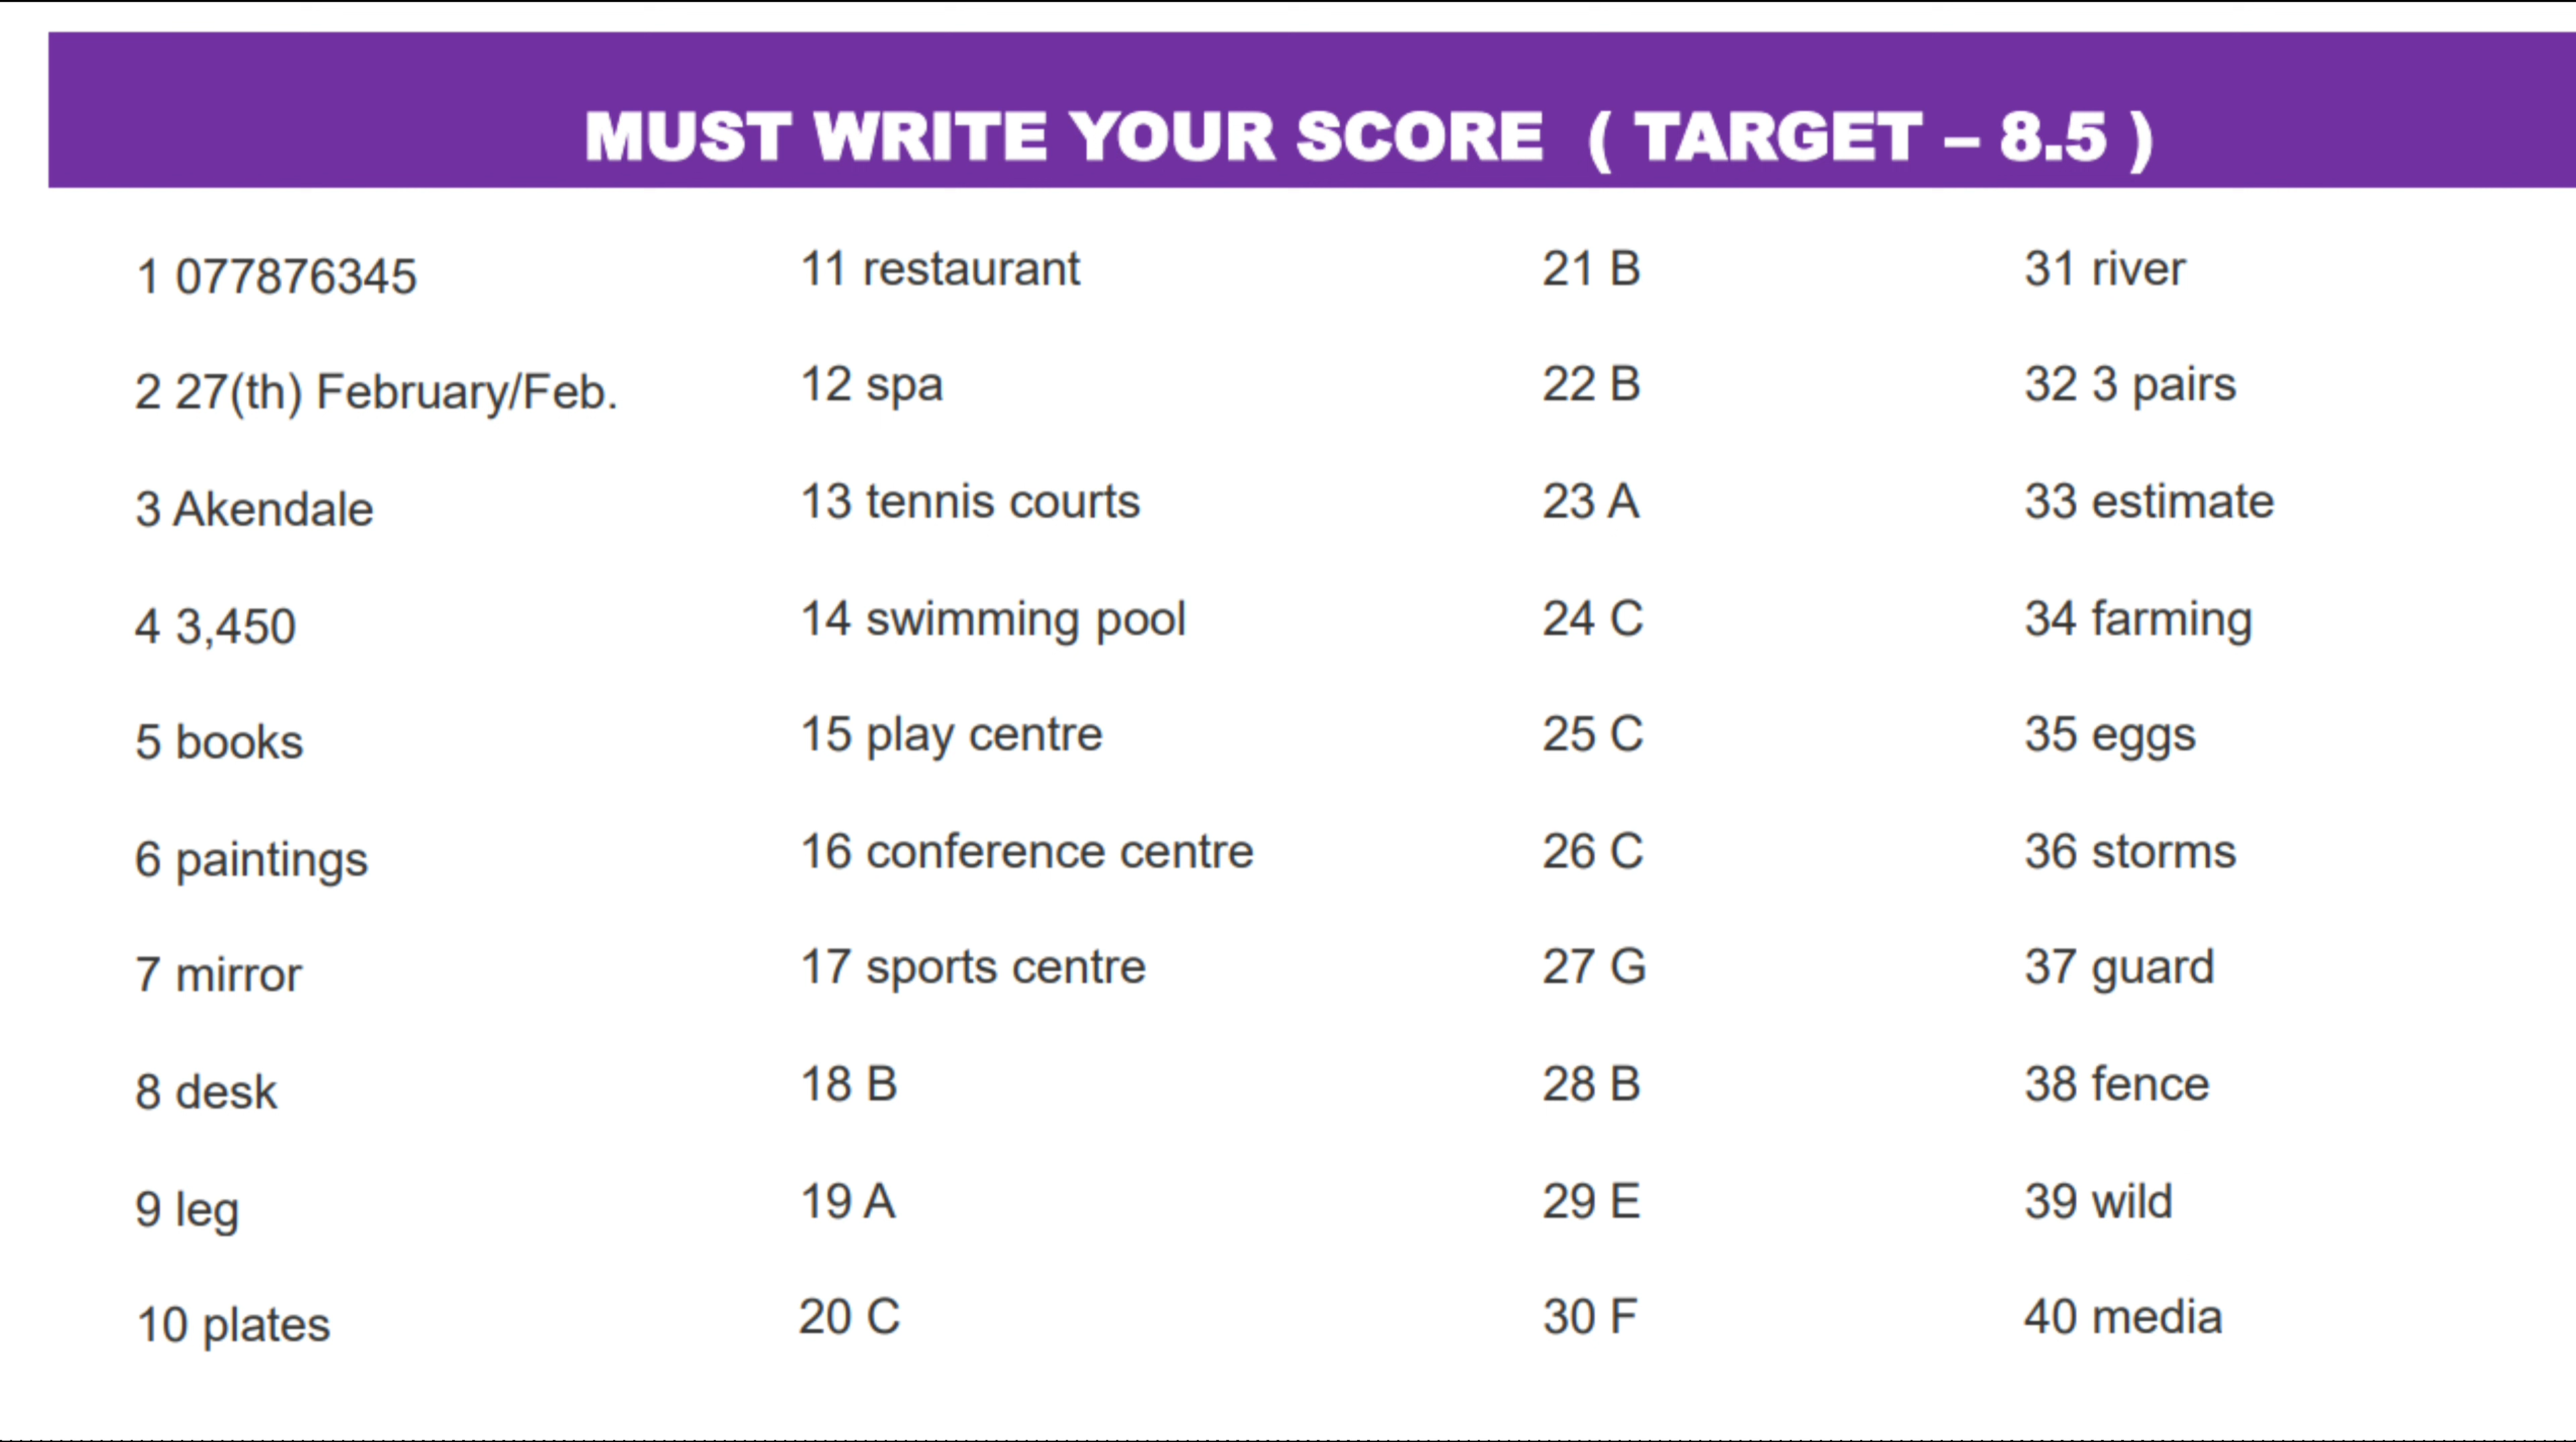 MUST WRITE YOUR SCORE ( TARGET – 8.5 )
1 077876345
2 27(th) February/Feb.
3 Akendale
4 3,450
5 books
6 paintings
7 mirror
8 desk
9 leg
10 plates
11 restaurant
12 spa
13 tennis courts
14 swimming pool
15 play centre
16 conference centre
17 sports centre
18 B
19 A
20 C
21 B
22 B
23 A
24 C
25 C
26 C
27 G
28 B
29 E
30 F
31 river
32 3 pairs
33 estimate
34 farming
35 eggs
36 storms
37 guard
38 fence
39 wild
40 media